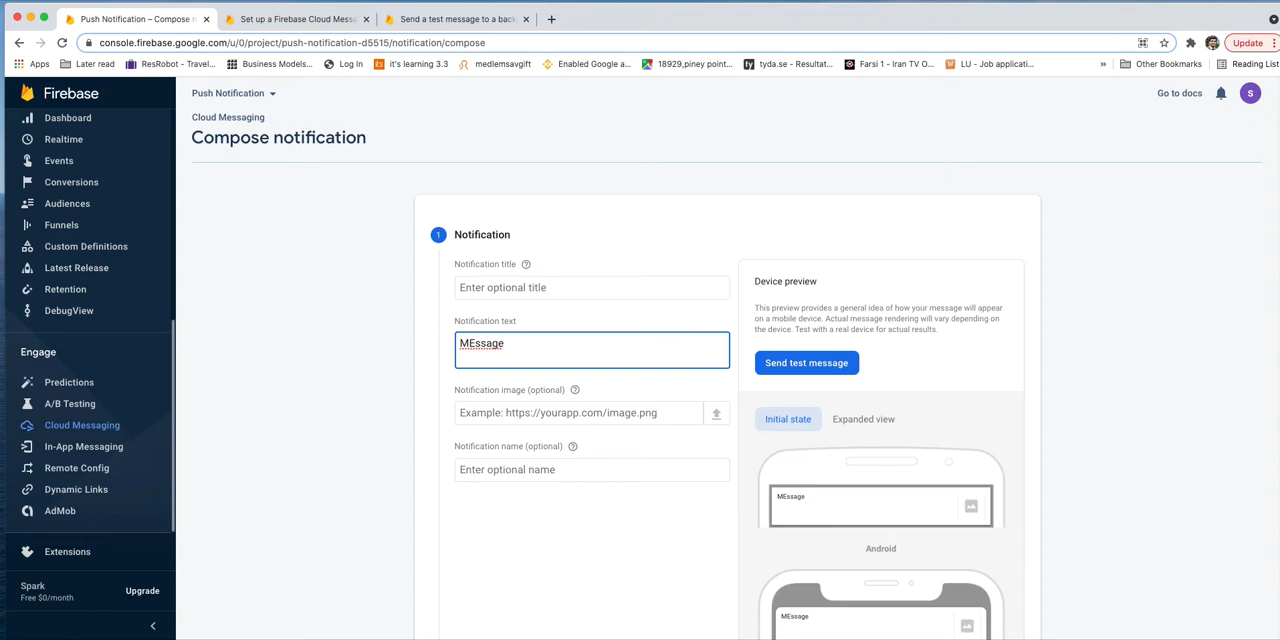 Push Notification – Compose n
Set up a Firebase Cloud Messa
Send a test message to a back
console.firebase.google.com/u/0/project/push-notification-d5515/notification/compose
Update
Apps
Later read
ResRobot - Travel...
Business Models...
Log In
it's learning 3.3
medlemsavgift
Enabled Google a...
18929,piney point...
tyda.se - Resultat...
Farsi 1 - Iran TV O...
LU - Job applicati...
»
Other Bookmarks
Reading List
Firebase
Push Notification
Go to docs
S
Dashboard
Realtime
Events
Conversions
Audiences
Funnels
Custom Definitions
Latest Release
Retention
DebugView
Engage
Predictions
A/B Testing
Cloud Messaging
In-App Messaging
Remote Config
Dynamic Links
AdMob
Extensions
Spark
Free $0/month
Upgrade
Cloud Messaging
Compose notification
1 Notification
Notification title
Enter optional title
Notification text
MEssage
Notification image (optional)
Example: https://yourapp.com/image.png
Notification name (optional)
Enter optional name
Device preview
This preview provides a general idea of how your message will appear
on a mobile device. Actual message rendering will vary depending on
the device. Test with a real device for actual results.
Send test message
Initial state
Expanded view
MEssage
Android
MEssage